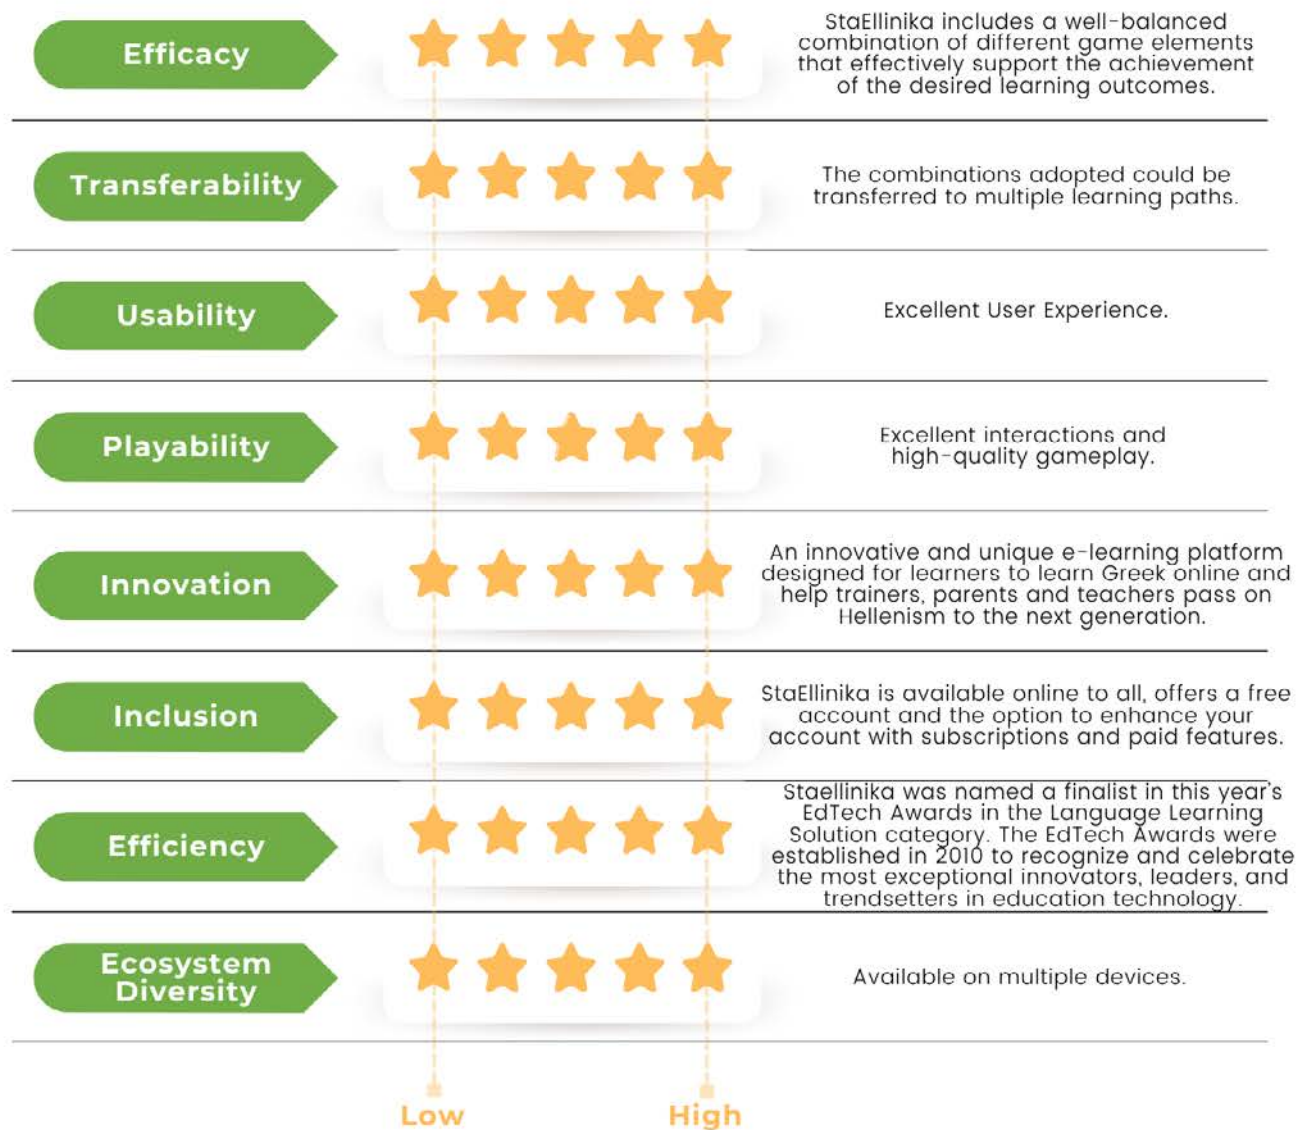 Efficacy
StaEllinika includes a well-balanced
combination of different game elements
that effectively support the achievement
of the desired learning outcomes.
Transferability
The combinations adopted could be
transferred to multiple learning paths.
Usability
Excellent User Experience.
Playability
Excellent interactions and
high-quality gameplay.
Innovation
An innovative and unique e-learning platform
designed for learners to learn Greek online and
help trainers, parents and teachers pass on
Hellenism to the next generation.
Inclusion
StaEllinika is available online to all, offers a free
account and the option to enhance your
account with subscriptions and paid features.
Efficiency
Staellinika was named a finalist in this year's
EdTech Awards in the Language Learning
Solution category. The EdTech Awards were
established in 2010 to recognize and celebrate
the most exceptional innovators, leaders, and
trendsetters in education technology.
Ecosystem
Diversity
Available on multiple devices.
Low
High